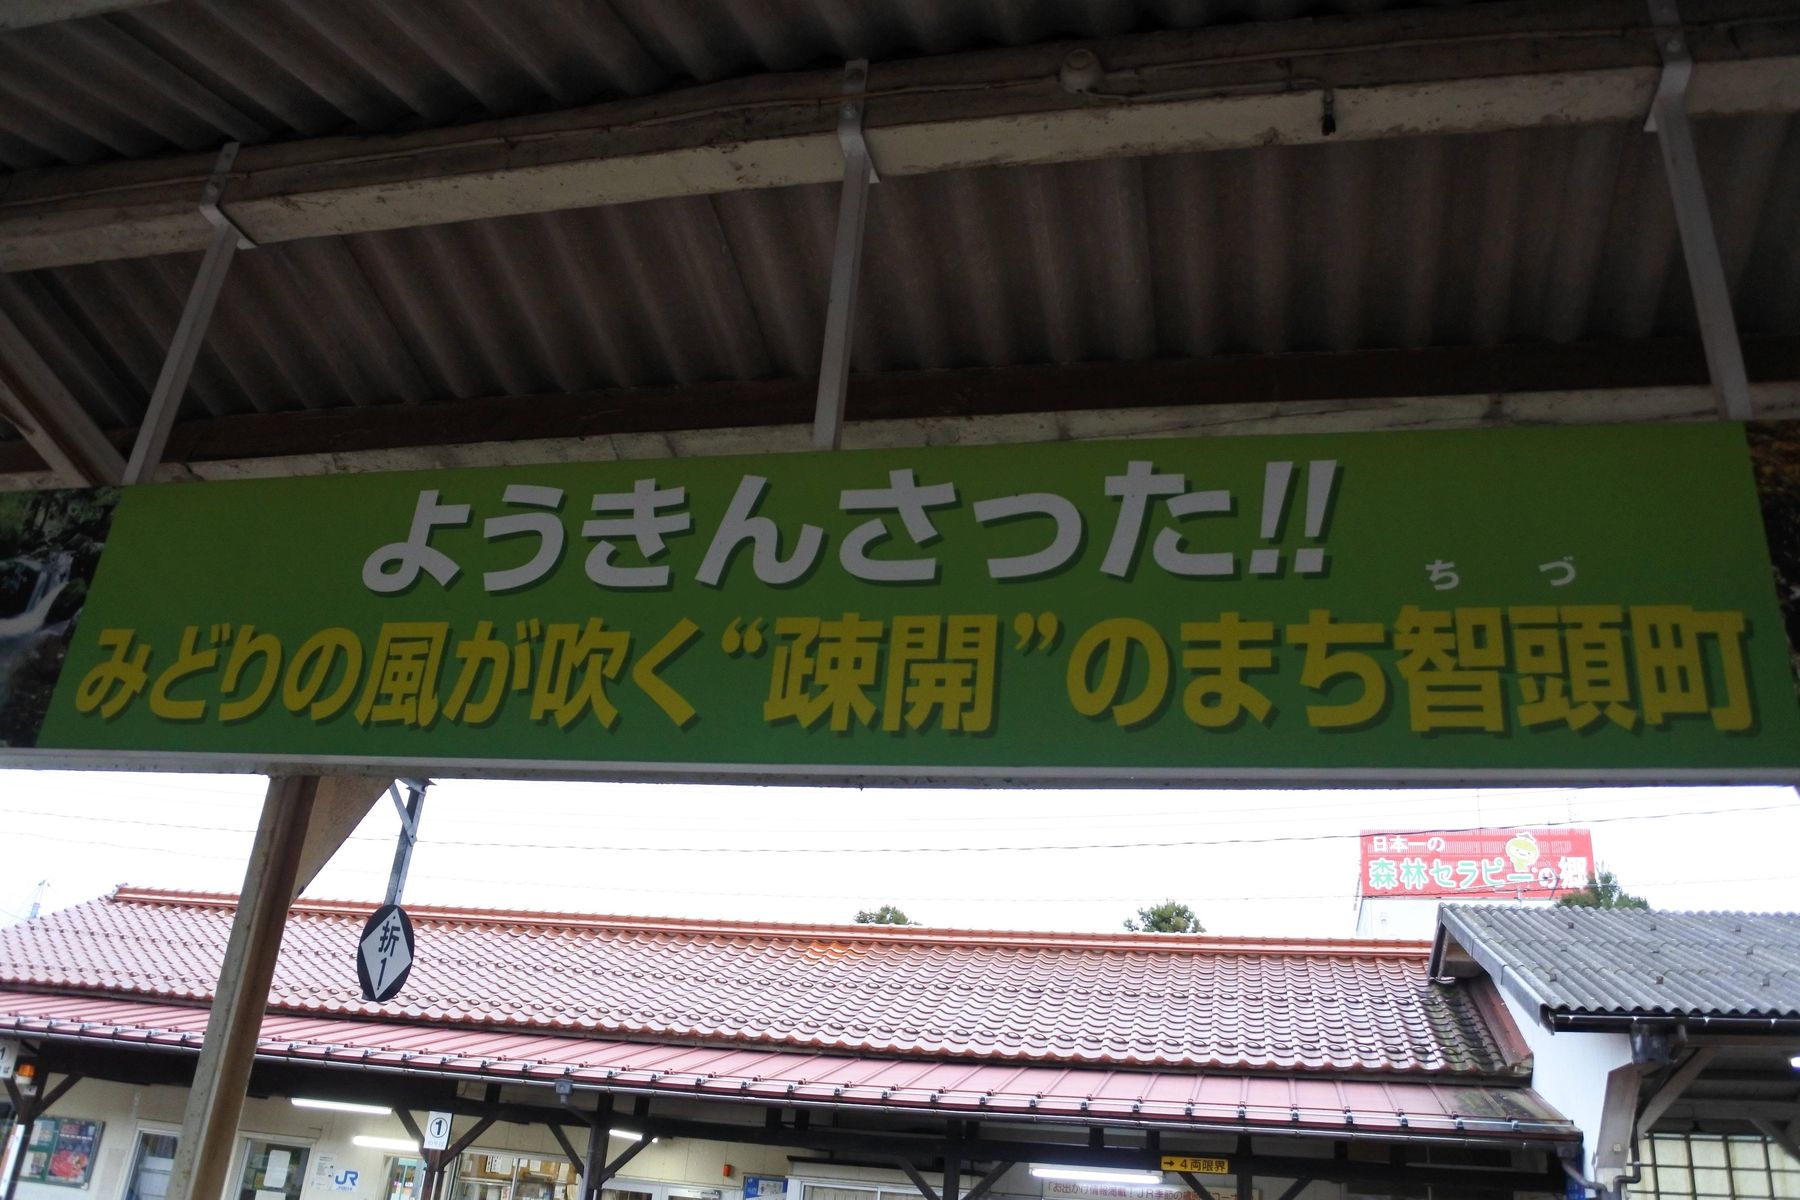 ようきんさった!!
ちづ
みどりの風が吹く“疎開”のまち智頭町
日本一の
森林セラピーの郷
折
1
1
JR
→4両限界